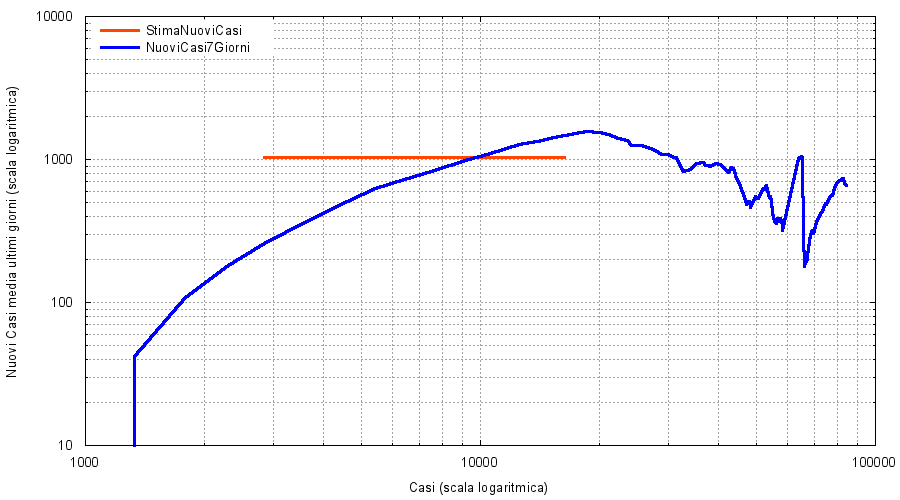 10000
StimaNuoviCasi
NuoviCasi7Giorni
1000
100
10
Nuovi Casi media ultimi giorni (scala logaritmica)
1000
10000
100000
Casi (scala logaritmica)